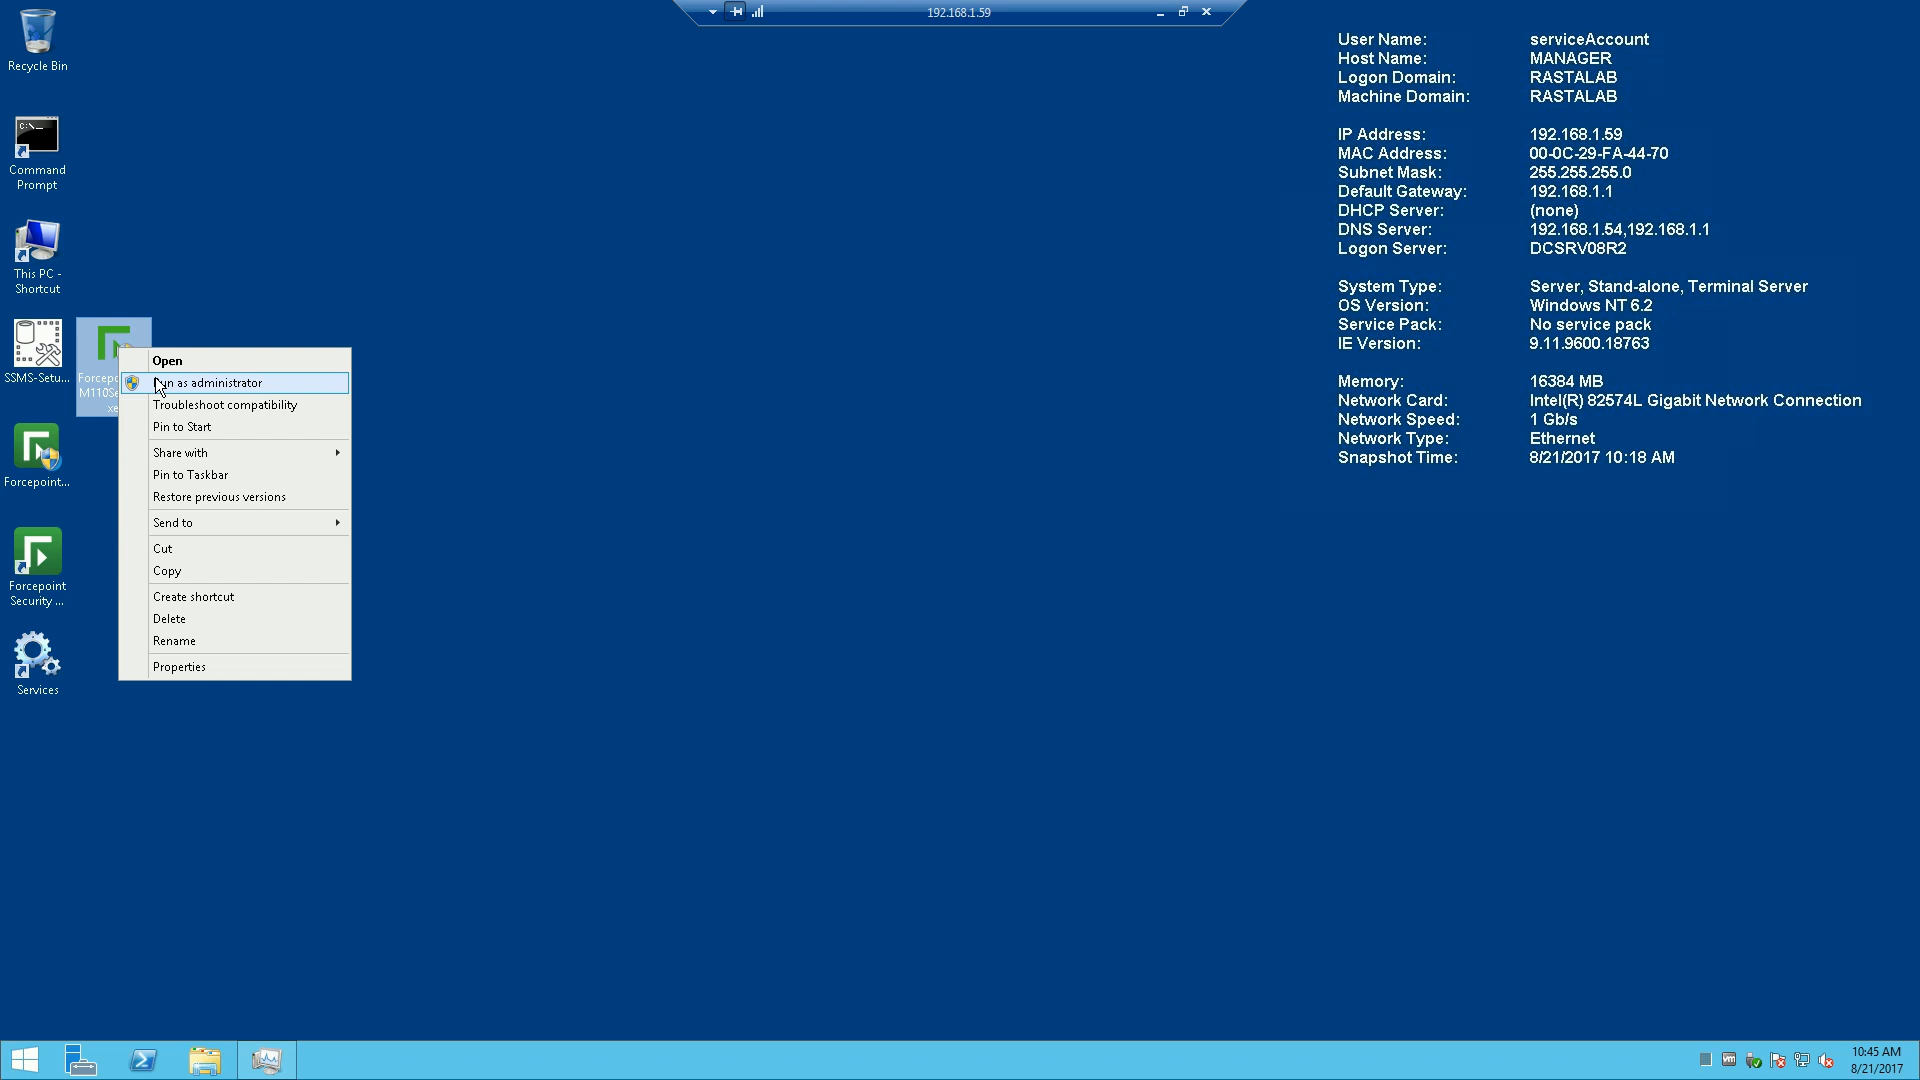 192.168.1.59
Recycle Bin
Command
Prompt
This PC -
Shortcut
SSMS-Setu...
M110Se
xe
Forcepoint...
Forcepoint
Security ...
Services
Open
Run as administrator
Troubleshoot compatibility
Pin to Start
Share with
Pin to Taskbar
Restore previous versions
Send to
Cut
Copy
Create shortcut
Delete
Rename
Properties
User Name: serviceAccount
Host Name: MANAGER
Logon Domain: RASTALAB
Machine Domain: RASTALAB
IP Address: 192.168.1.59
MAC Address: 00-0C-29-FA-44-70
Subnet Mask: 255.255.255.0
Default Gateway: 192.168.1.1
DHCP Server: (none)
DNS Server: 192.168.1.54,192.168.1.1
Logon Server: DCSRV08R2
System Type: Server, Stand-alone, Terminal Server
OS Version: Windows NT 6.2
Service Pack: No service pack
IE Version: 9.11.9600.18763
Memory: 16384 MB
Network Card: Intel(R) 82574L Gigabit Network Connection
Network Speed: 1 Gb/s
Network Type: Ethernet
Snapshot Time: 8/21/2017 10:18 AM
10:45 AM
8/21/2017